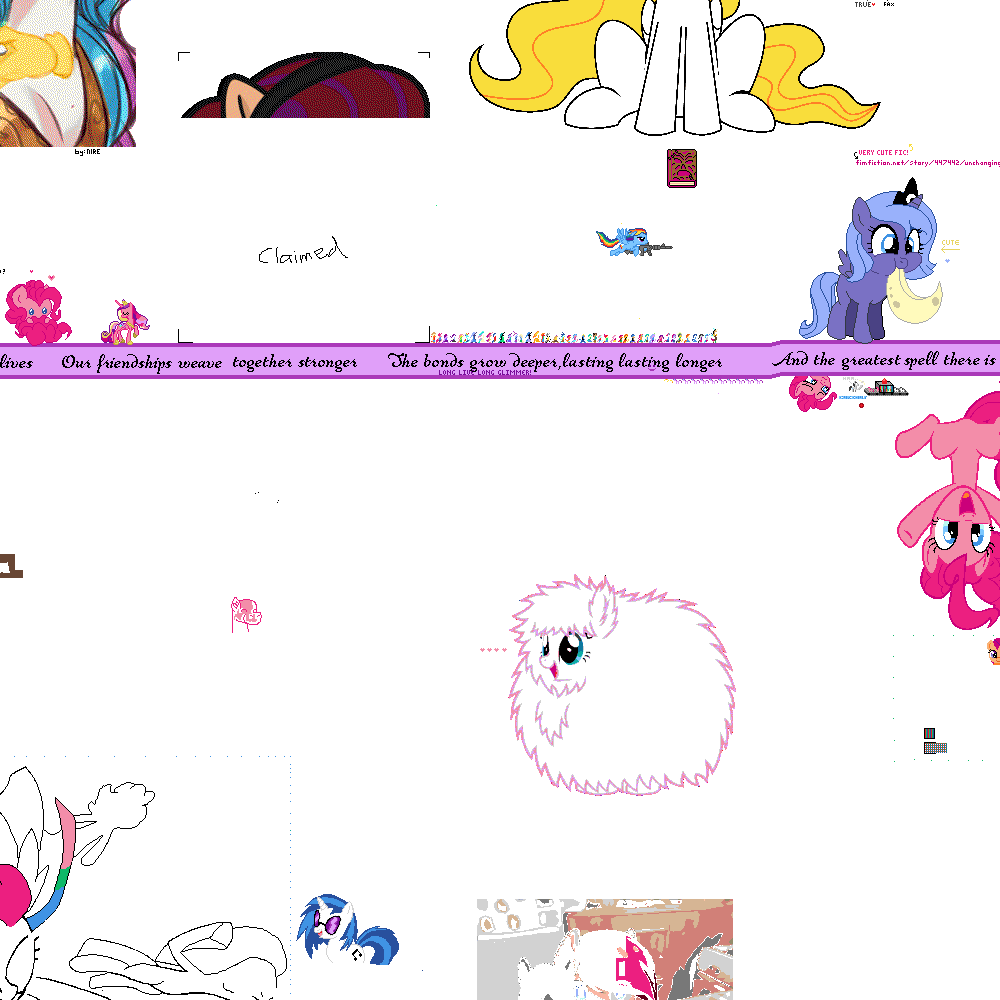 TRUE♥ FAX
by:NIRE
VERY CUTE FIC!
fimfiction.net/story/447442/unchanging
Claimed
CUTE
lives Our friendships weave together stronger The bonds grow deeper,lasting lasting longer And the greatest spell there is
LONG LIVE LONG GLIMMER!